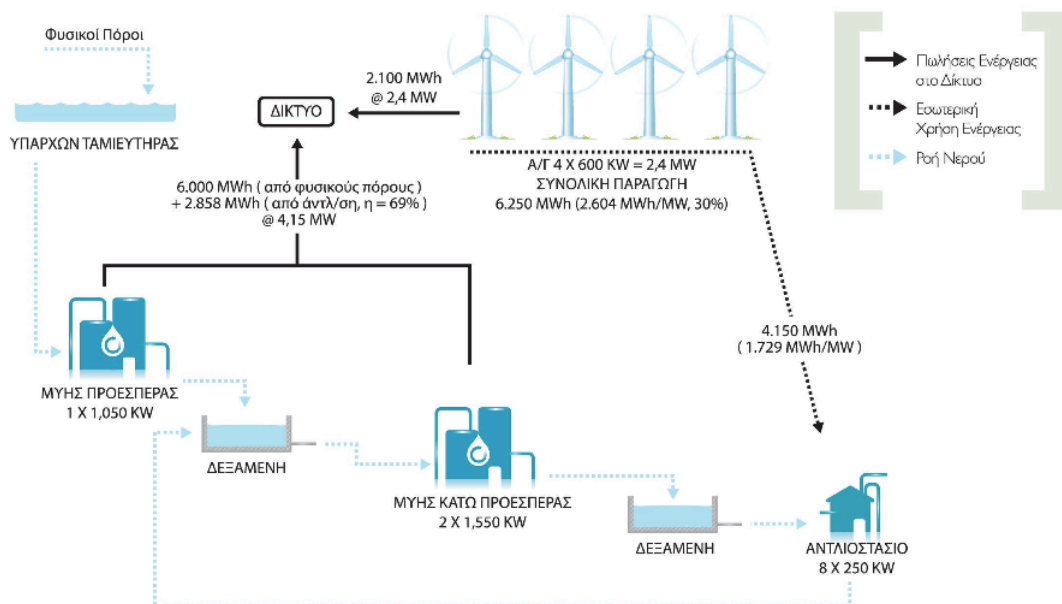 Φυσικοί Πόροι
ΥΠΑΡΧΩΝ ΤΑΜΙΕΥΤΗΡΑΣ
2.100 MWh
@ 2,4 MW
ΔΙΚΤΥΟ
Α/Γ 4 X 600 KW = 2,4 MW
ΣΥΝΟΛΙΚΗ ΠΑΡΑΓΩΓΗ
6.250 MWh (2.604 MWh/MW, 30%)
Πωλήσεις Ενέργειας
στο Δίκτυο
Εσωτερική
Χρήση Ενέργειας
Ροή Νερού
6.000 MWh ( από φυσικούς πόρους )
+ 2.858 MWh ( από άντλ/ση, η = 69% )
@ 4,15 MW
4.150 MWh
( 1.729 MWh/MW )
ΜΥΗΣ ΠΡΟΕΣΠΕΡΑΣ
1 X 1,050 KW
ΔΕΞΑΜΕΝΗ
ΜΥΗΣ ΚΑΤΩ ΠΡΟΕΣΠΕΡΑΣ
2 X 1,550 KW
ΔΕΞΑΜΕΝΗ
ΑΝΤΛΙΟΣΤΑΣΙΟ
8 X 250 KW